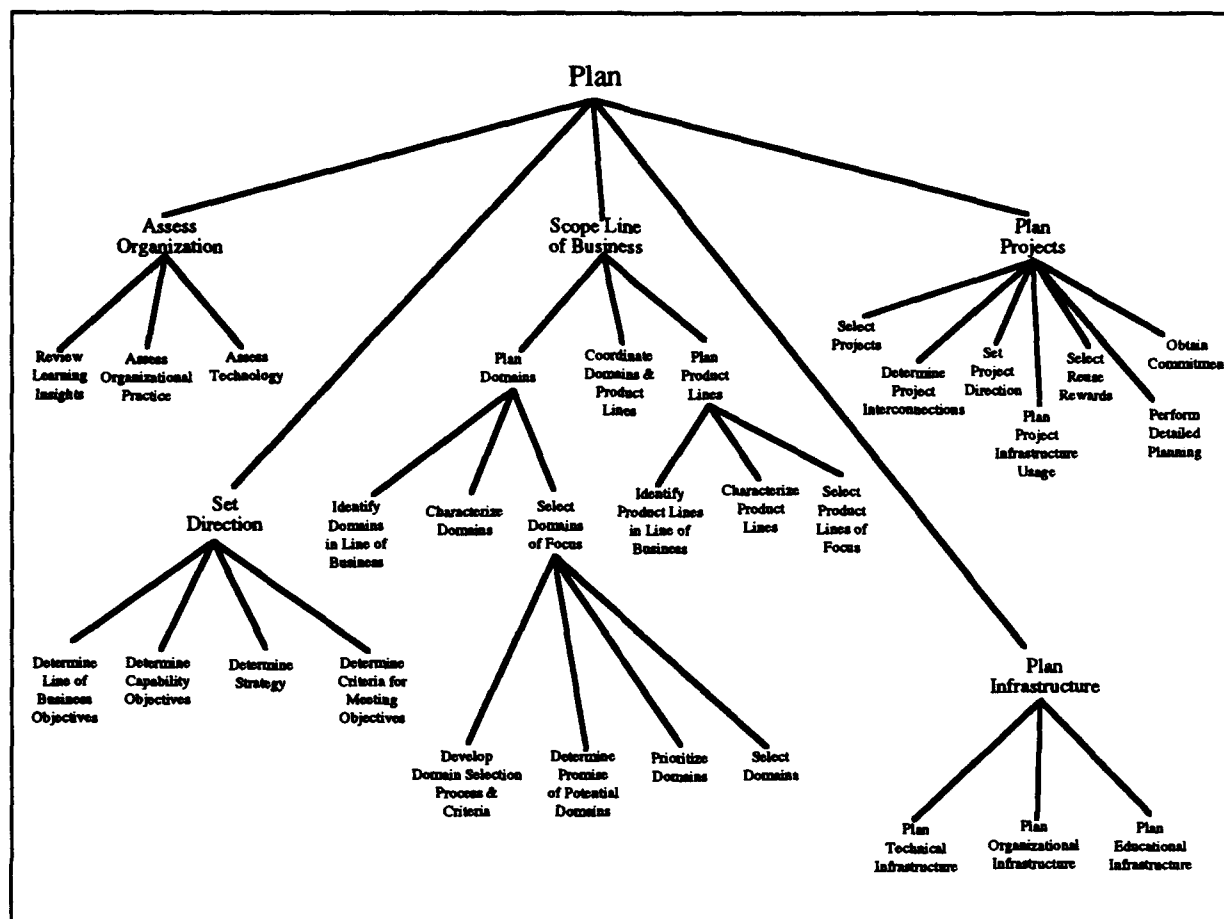 Plan
Assess
Organization
Scope Line
of Business
Plan
Projects
Review
Learning
Insights
Assess
Organizational
Practice
Assess
Technology
Plan
Domains
Coordinate
Domains &
Product
Lines
Plan
Product
Lines
Select
Projects
Determine
Project
Interconnections
Set
Project
Direction
Plan
Project
Infrastructure
Usage
Select
Reuse
Rewards
Perform
Detailed
Planning
Obtain
Commitmen
Set
Direction
Identify
Domains
in Line of
Business
Characterize
Domains
Select
Domains
of Focus
Identify
Product Lines
in Line of
Business
Characterize
Product
Lines
Select
Product
Lines of
Focus
Determine
Line of
Business
Objectives
Determine
Capability
Objectives
Determine
Strategy
Determine
Criteria for
Meeting
Objectives
Develop
Domain Selection
Process &
Criteria
Determine
Promise
of Potential
Domains
Prioritize
Domains
Select
Domains
Plan
Infrastructure
Plan
Technical
Infrastructure
Plan
Organizational
Infrastructure
Plan
Educational
Infrastructure